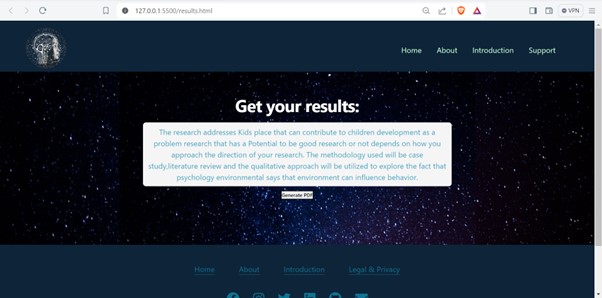 127.0.0.1:5500/results.html
VPN
Home About Introduction Support
Get your results:
The research addresses Kids place that can contribute to children development as a
problem research that has a Potential to be good research or not depends on how you
approach the direction of your research. The methodology used will be case
study,literature review and the qualitative approach will be utilized to explore the fact that
psychology environmental says that environment can influence behavior.
Generate PDF
Home About Introduction Legal & Privacy